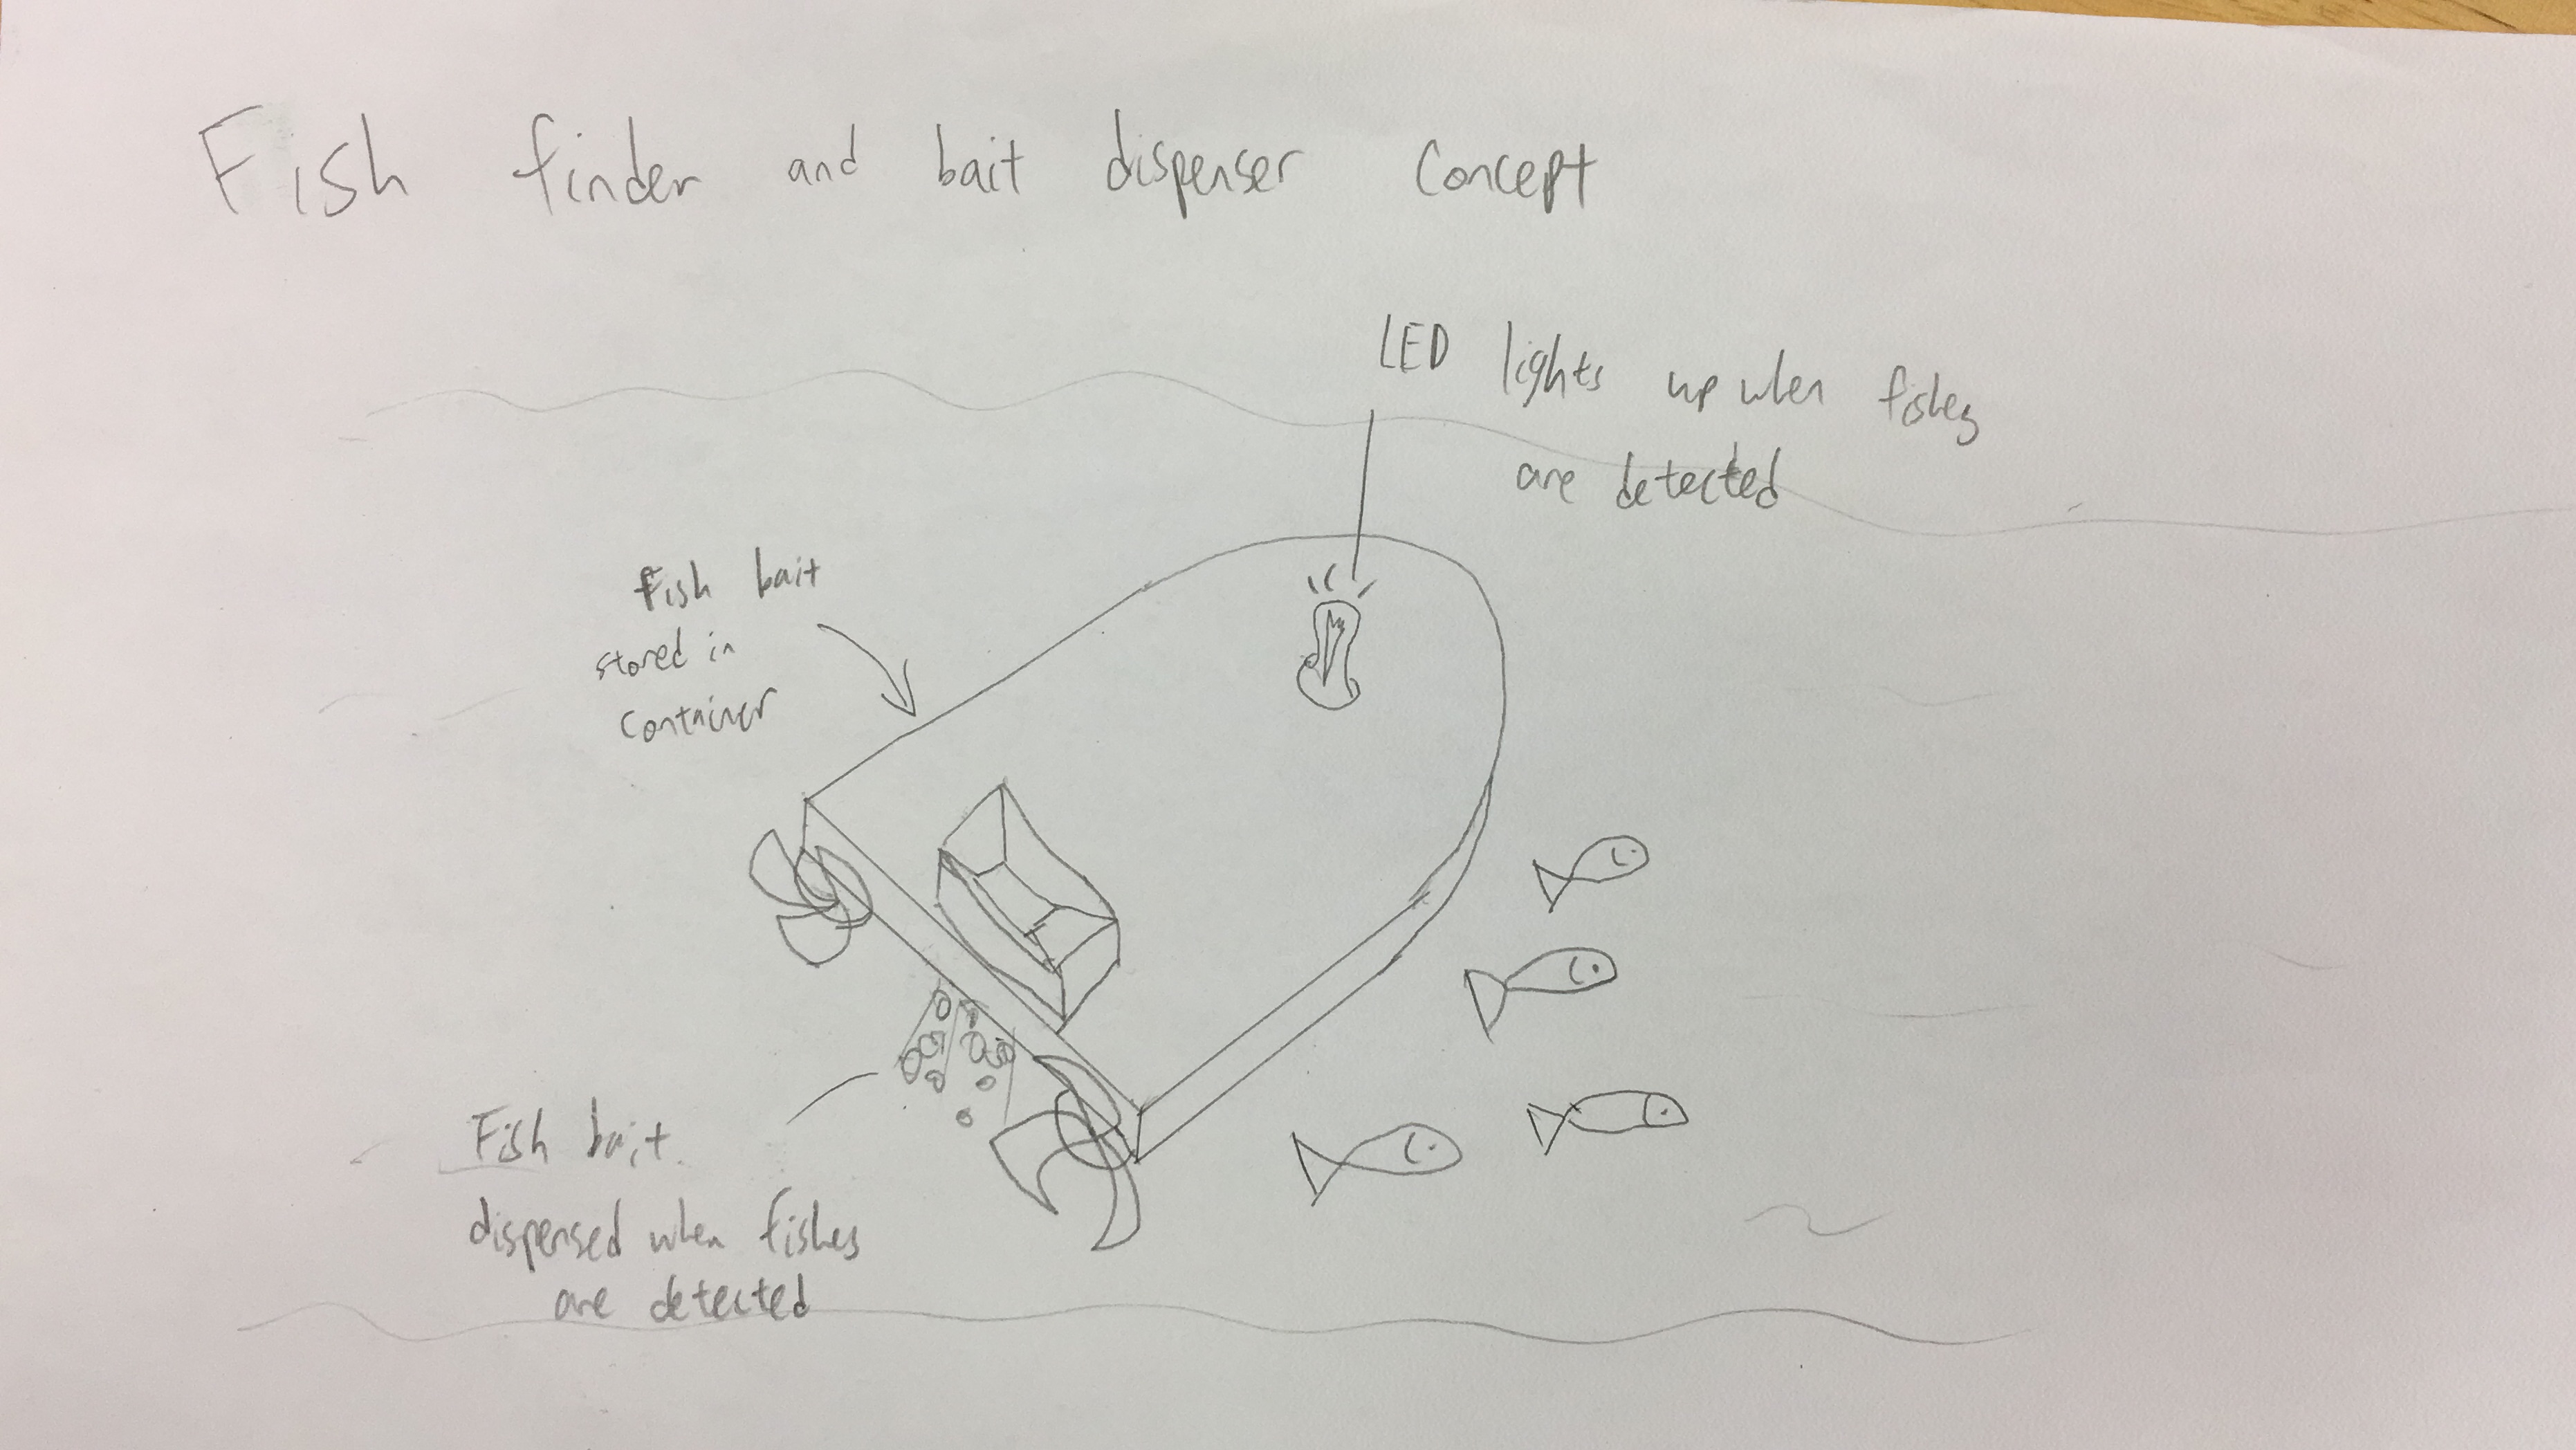 Fish finder and bait dispenser concept
LED lights up when fishes
are detected
Fish bait
stored in
container
Fish bait
dispensed when fishes
are detected